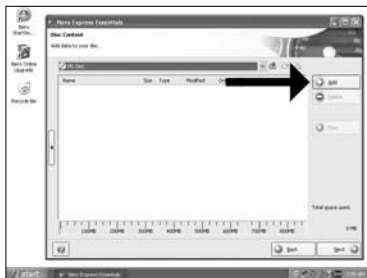 Nero Express Essentials
Disc Content
Add data to your disc.
Nero
StartSm...
Nero Online
Upgrade
Recycle Bin
My Disc
Name Size Type Modified
Add
Delete
Play
Total space used:
0 MB
100MB 200MB 300MB 400MB 500MB 600MB 700MB 800MB
Back
Next
start
Nero Express Essentials